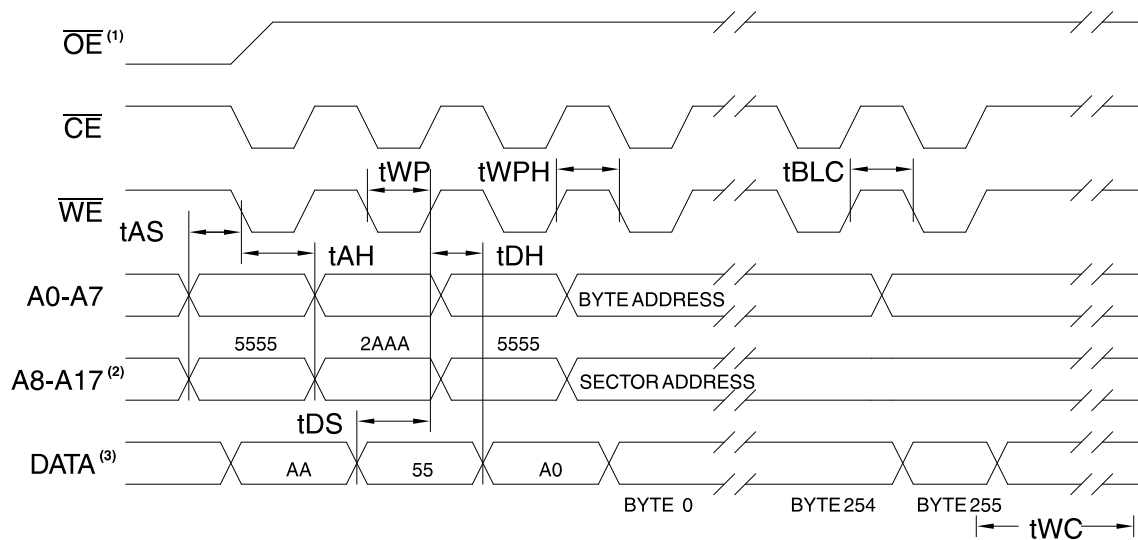 OE (1)
CE
tWP tWPH tBLC
WE
tAS
tAH tDH
A0-A7 BYTE ADDRESS
5555 2AAA 5555
A8-A17 (2) SECTOR ADDRESS
tDS
DATA (3) AA 55 A0
BYTE 0 BYTE 254 BYTE 255
tWC